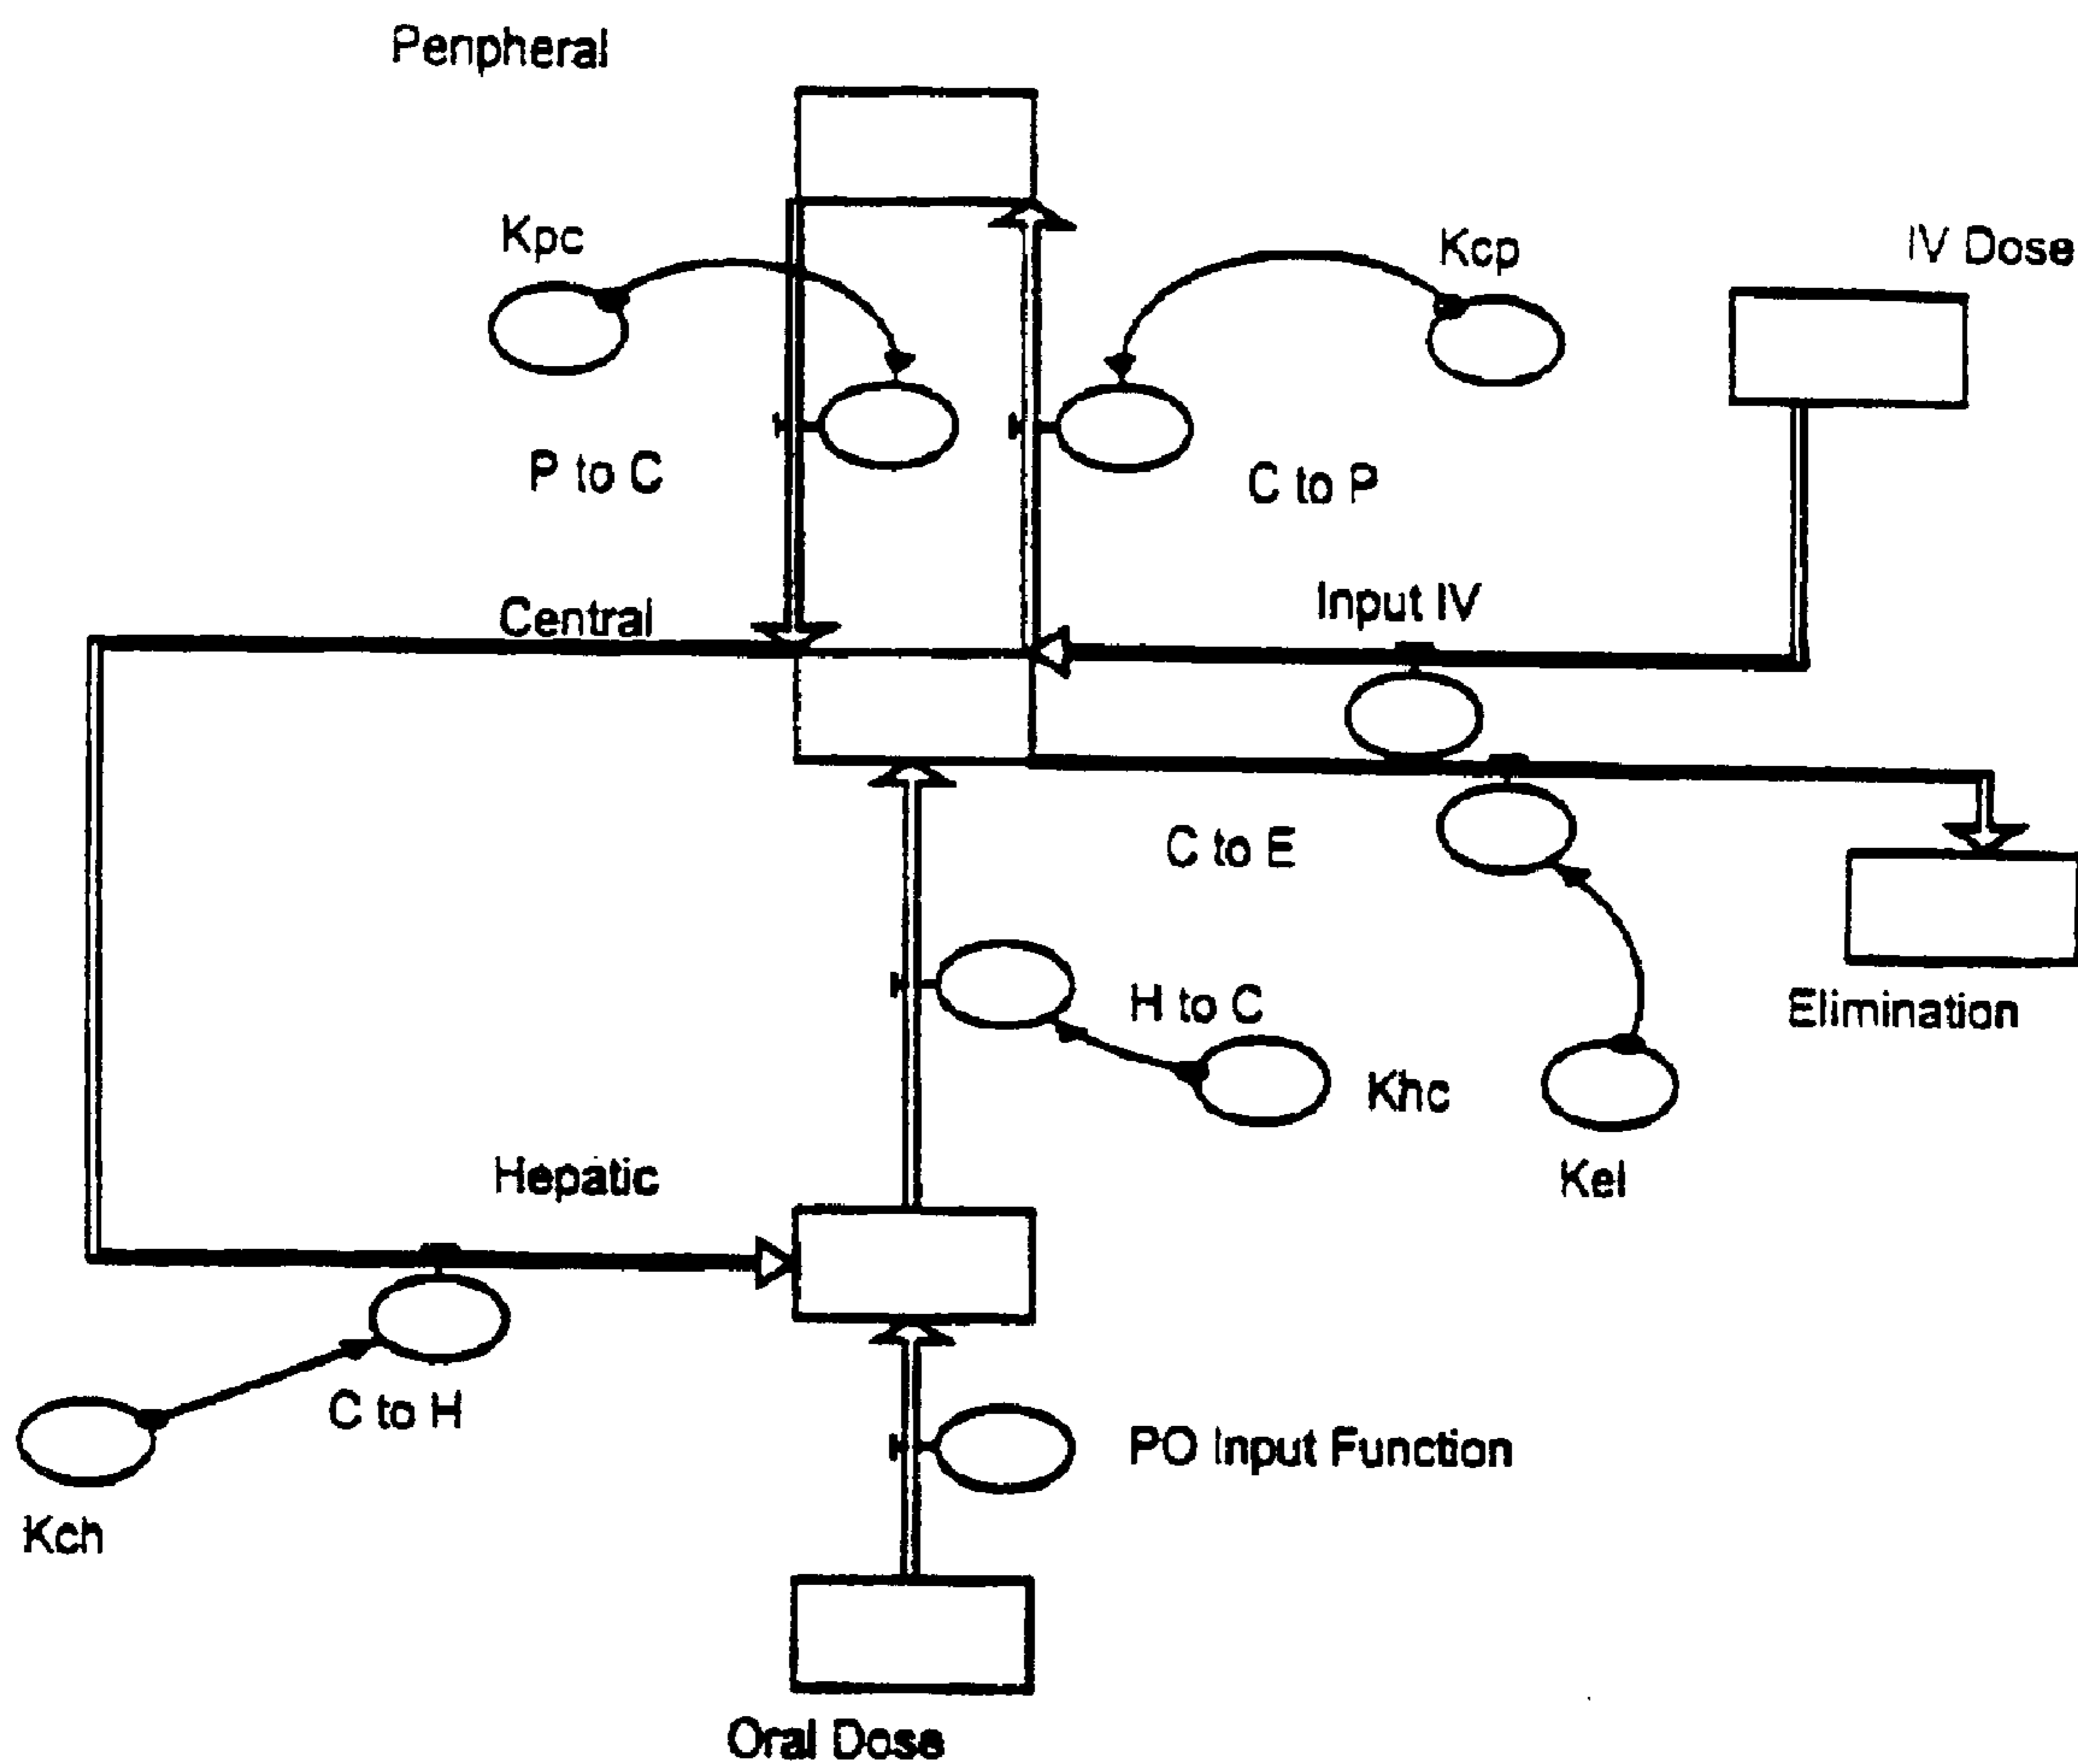 Penpheral
Kpc
Kcp
IV Dose
P to C
C to P
Central
Input IV
C to E
H to C
Elimination
Khc
Hepatic
Kel
C to H
PO Input Function
Kch
Oral Dose